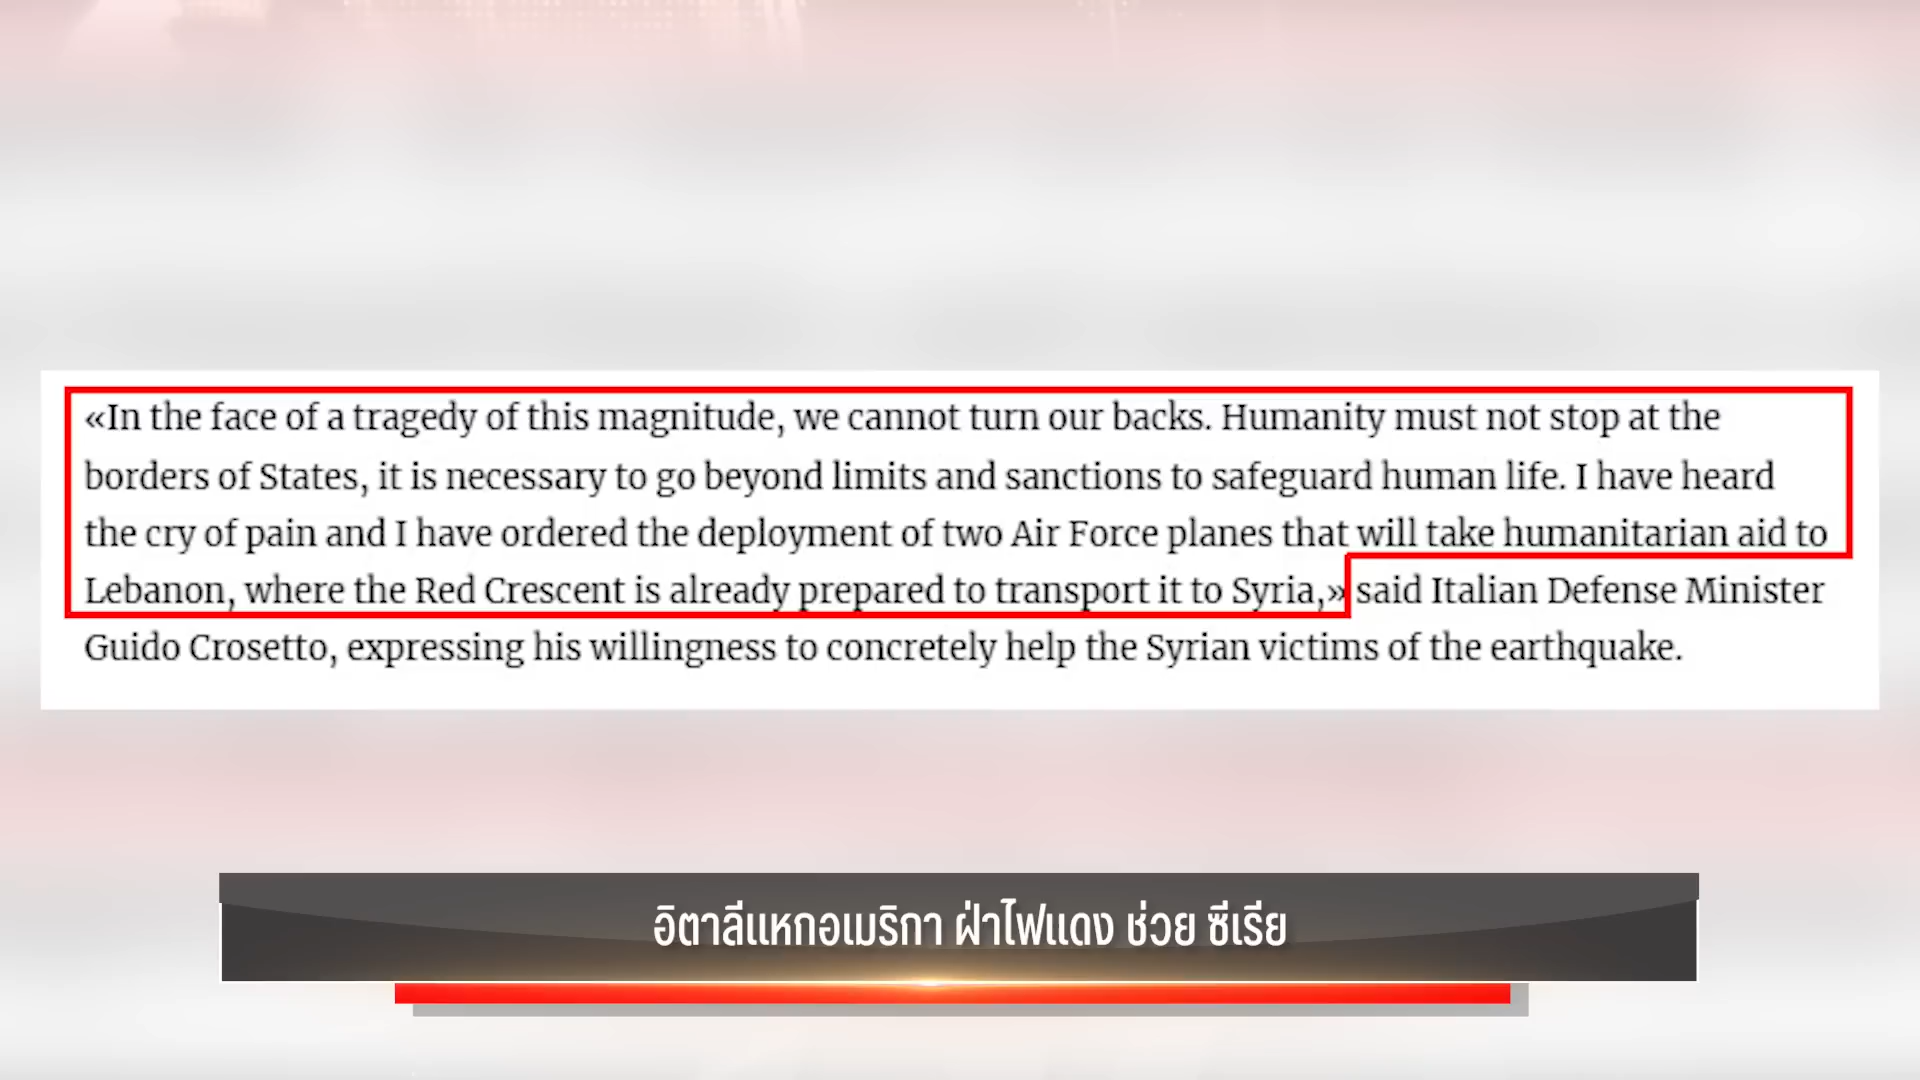 «In the face of a tragedy of this magnitude, we cannot turn our backs. Humanity must not stop at the
borders of States, it is necessary to go beyond limits and sanctions to safeguard human life. I have heard
the cry of pain and I have ordered the deployment of two Air Force planes that will take humanitarian aid to
Lebanon, where the Red Crescent is already prepared to transport it to Syria,» said Italian Defense Minister
Guido Crosetto, expressing his willingness to concretely help the Syrian victims of the earthquake.
อิตาลีแหกอเมริกา ฝ่าไฟแดง ช่วย ซีเรีย